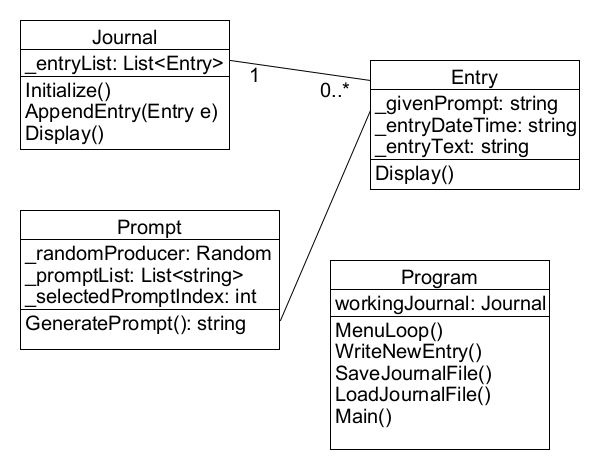 Journal
_entryList: List<Entry>
Initialize()
AppendEntry(Entry e)
Display()
1
0..*
Entry
_givenPrompt: string
_entryDateTime: string
_entryText: string
Display()
Prompt
_randomProducer: Random
_promptList: List<string>
_selectedPromptIndex: int
GeneratePrompt(): string
Program
workingJournal: Journal
MenuLoop()
WriteNewEntry()
SaveJournalFile()
LoadJournalFile()
Main()